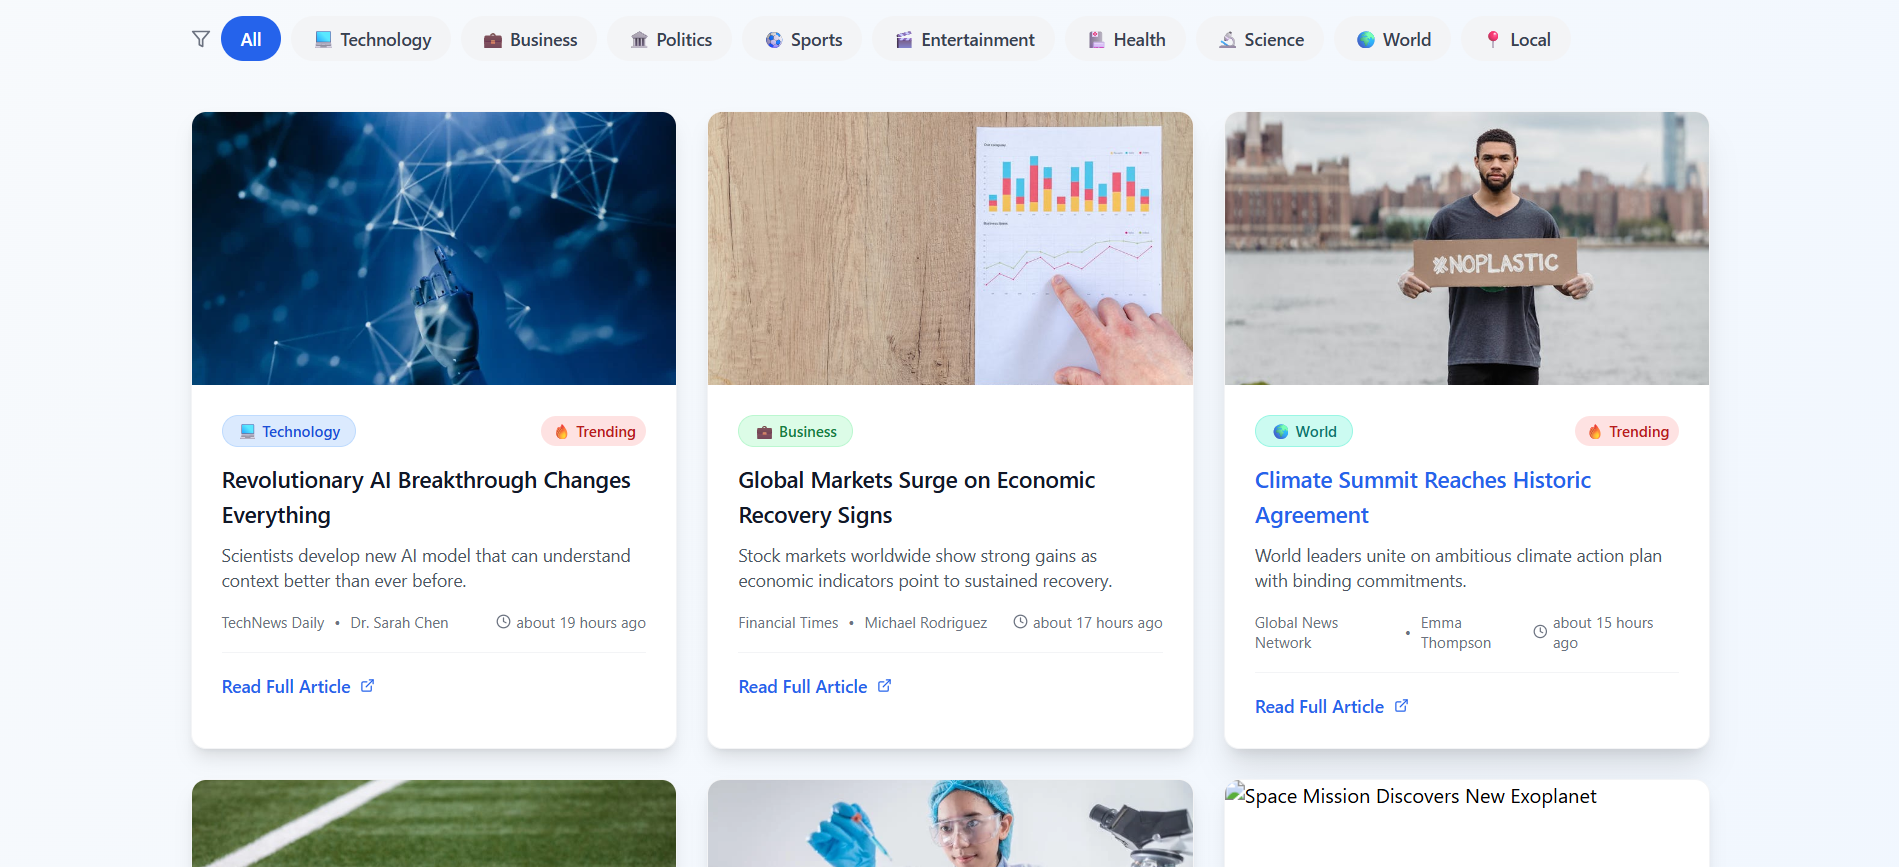 All
Technology
Business
Politics
Sports
Entertainment
Health
Science
World
Local
#NOPLASTIC
Technology
Trending
Revolutionary AI Breakthrough Changes
Everything
Scientists develop new AI model that can understand
context better than ever before.
TechNews Daily • Dr. Sarah Chen
about 19 hours ago
Read Full Article
Business
Global Markets Surge on Economic
Recovery Signs
Stock markets worldwide show strong gains as
economic indicators point to sustained recovery.
Financial Times • Michael Rodriguez
about 17 hours ago
Read Full Article
World
Trending
Climate Summit Reaches Historic
Agreement
World leaders unite on ambitious climate action plan
with binding commitments.
Global News
Network
•
Emma
Thompson
about 15 hours
ago
Read Full Article
Space Mission Discovers New Exoplanet